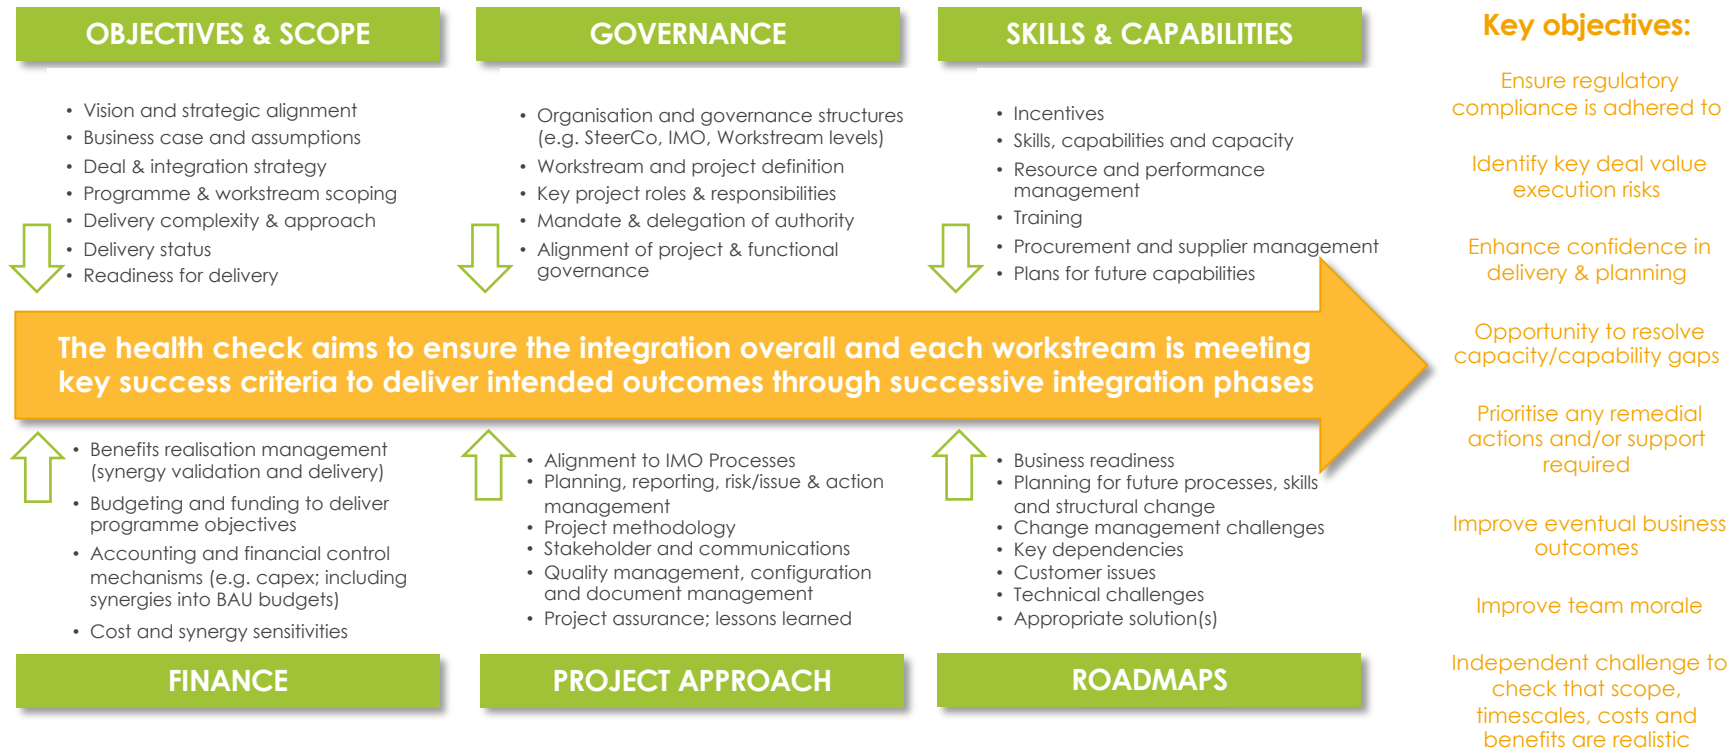 OBJECTIVES & SCOPE
• Vision and strategic alignment
• Business case and assumptions
• Deal & integration strategy
• Programme & workstream scoping
• Delivery complexity & approach
• Delivery status
• Readiness for delivery
GOVERNANCE
• Organisation and governance structures
(e.g. SteerCo, IMO, Workstream levels)
• Workstream and project definition
• Key project roles & responsibilities
• Mandate & delegation of authority
• Alignment of project & functional
governance
SKILLS & CAPABILITIES
• Incentives
• Skills, capabilities and capacity
• Resource and performance
management
• Training
• Procurement and supplier management
• Plans for future capabilities
The health check aims to ensure the integration overall and each workstream is meeting
key success criteria to deliver intended outcomes through successive integration phases
• Benefits realisation management
(synergy validation and delivery)
• Budgeting and funding to deliver
programme objectives
• Accounting and financial control
mechanisms (e.g. capex; including
synergies into BAU budgets)
• Cost and synergy sensitivities
FINANCE
• Alignment to IMO Processes
• Planning, reporting, risk/issue & action
management
• Project methodology
• Stakeholder and communications
• Quality management, configuration
and document management
• Project assurance; lessons learned
PROJECT APPROACH
• Business readiness
• Planning for future processes, skills
and structural change
• Change management challenges
• Key dependencies
• Customer issues
• Technical challenges
• Appropriate solution(s)
ROADMAPS
Key objectives:
Ensure regulatory
compliance is adhered to
Identify key deal value
execution risks
Enhance confidence in
delivery & planning
Opportunity to resolve
capacity/capability gaps
Prioritise any remedial
actions and/or support
required
Improve eventual business
outcomes
Improve team morale
Independent challenge to
check that scope,
timescales, costs and
benefits are realistic